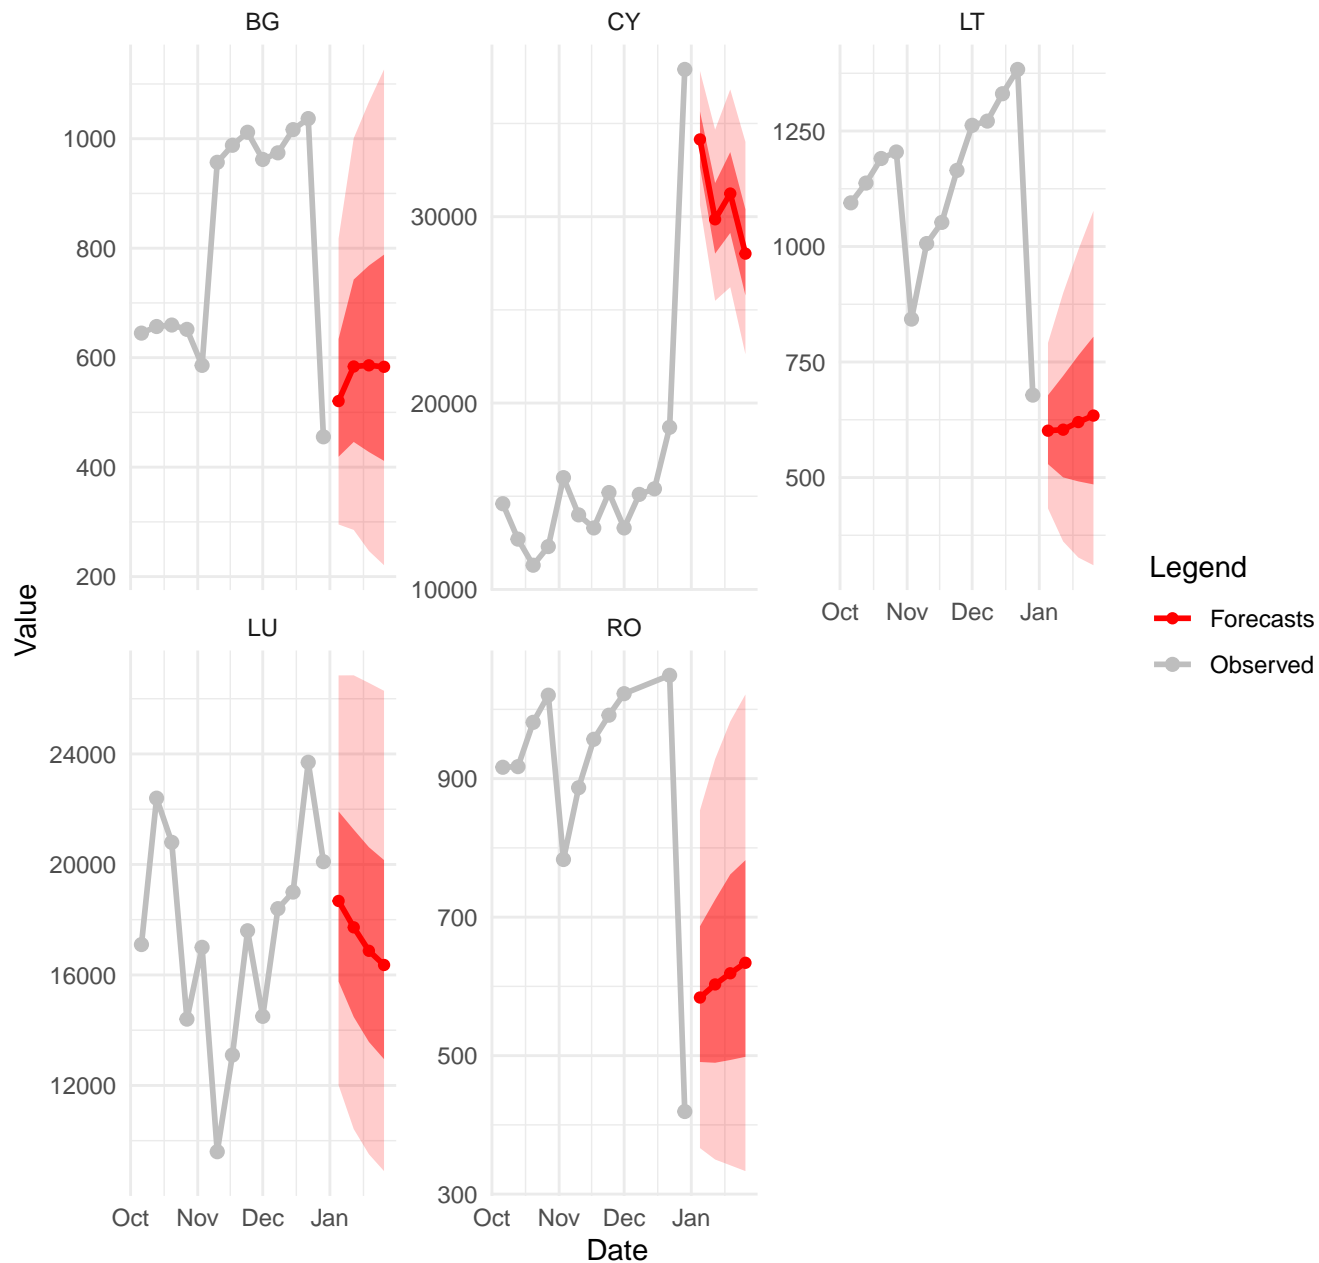 BG
CY
LT
1000
800
600
400
200
30000
20000
10000
1250
1000
750
500
Oct Nov Dec Jan
Value
LU
RO
24000
20000
16000
12000
900
700
500
300
Oct Nov Dec Jan
Oct Nov Dec Jan
Date
Legend
Forecasts
Observed